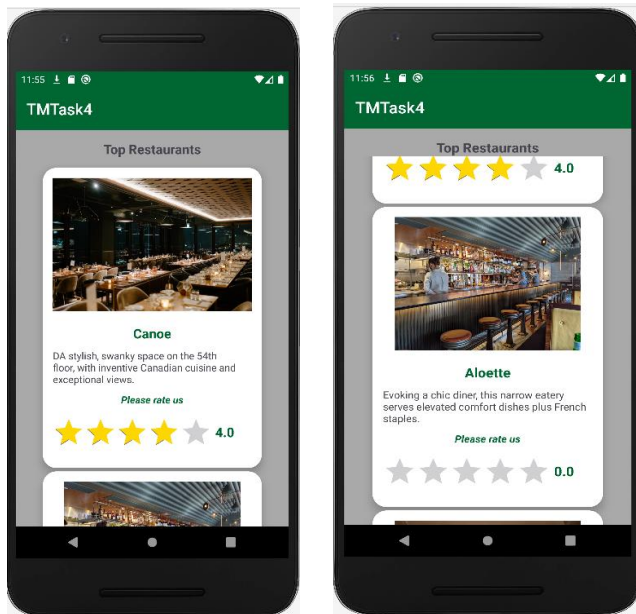 11:55
TMTask4
Top Restaurants
Canoe
DA stylish, swanky space on the 54th
floor, with inventive Canadian cuisine and
exceptional views.
Please rate us
4.0
11:56
TMTask4
Top Restaurants
4.0
Aloette
Evoking a chic diner, this narrow eatery
serves elevated comfort dishes plus French
staples.
Please rate us
0.0